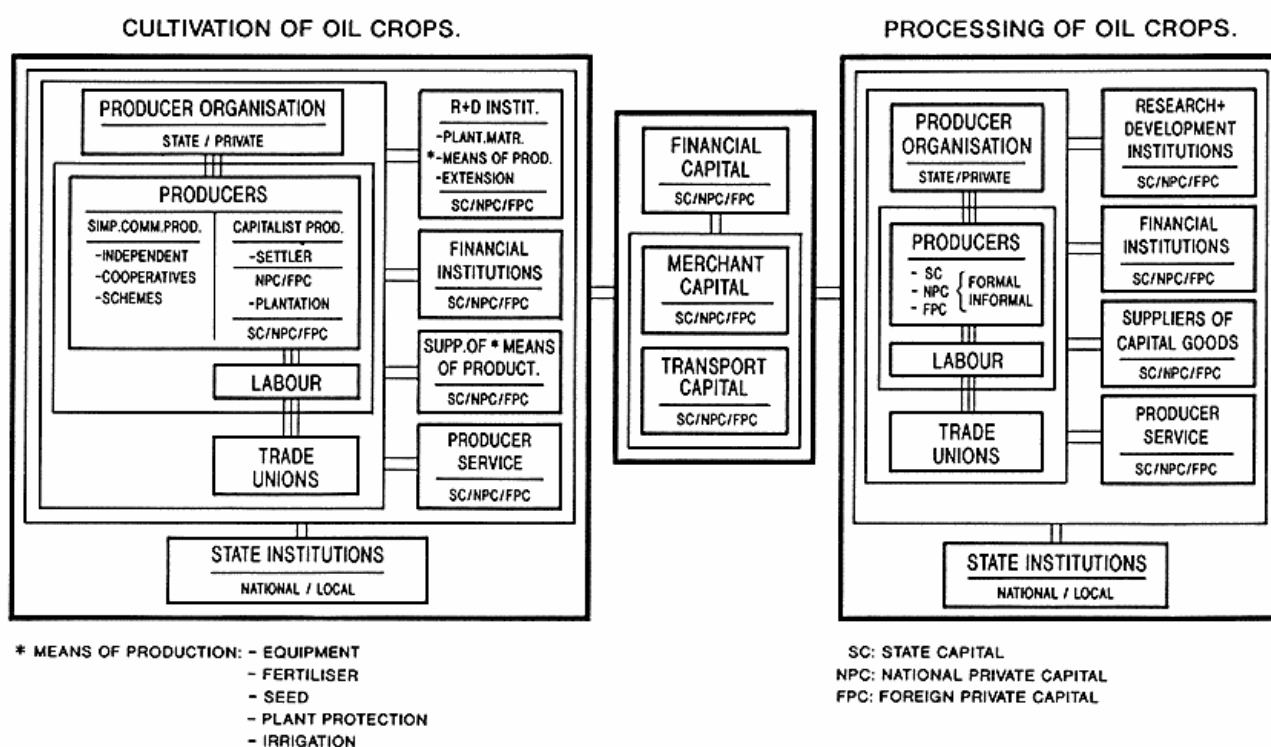 CULTIVATION OF OIL CROPS.
PRODUCER ORGANISATION
STATE / PRIVATE
PRODUCERS
SIMP.COMM.PROD.
-INDEPENDENT
-COOPERATIVES
-SCHEMES
CAPITALIST PROD.
-SETTLER
NPC/FPC
-PLANTATION
SC/NPC/FPC
LABOUR
TRADE
UNIONS
R+D INSTIT.
-PLANT.MATR.
*-MEANS OF PROD.
-EXTENSION
SC/NPC/FPC
FINANCIAL
INSTITUTIONS
SC/NPC/FPC
SUPP.OF * MEANS
OF PRODUCT.
SC/NPC/FPC
PRODUCER
SERVICE
SC/NPC/FPC
STATE INSTITUTIONS
NATIONAL / LOCAL
FINANCIAL
CAPITAL
SC/NPC/FPC
MERCHANT
CAPITAL
SC/NPC/FPC
TRANSPORT
CAPITAL
SC/NPC/FPC
PROCESSING OF OIL CROPS.
PRODUCER
ORGANISATION
STATE/PRIVATE
PRODUCERS
- SC
- NPC
- FPC
FORMAL
INFORMAL
LABOUR
TRADE
UNIONS
RESEARCH+
DEVELOPMENT
INSTITUTIONS
SC/NPC/FPC
FINANCIAL
INSTITUTIONS
SC/NPC/FPC
SUPPLIERS OF
CAPITAL GOODS
SC/NPC/FPC
PRODUCER
SERVICE
SC/NPC/FPC
STATE INSTITUTIONS
NATIONAL / LOCAL
* MEANS OF PRODUCTION: - EQUIPMENT
- FERTILISER
- SEED
- PLANT PROTECTION
- IRRIGATION
SC: STATE CAPITAL
NPC: NATIONAL PRIVATE CAPITAL
FPC: FOREIGN PRIVATE CAPITAL